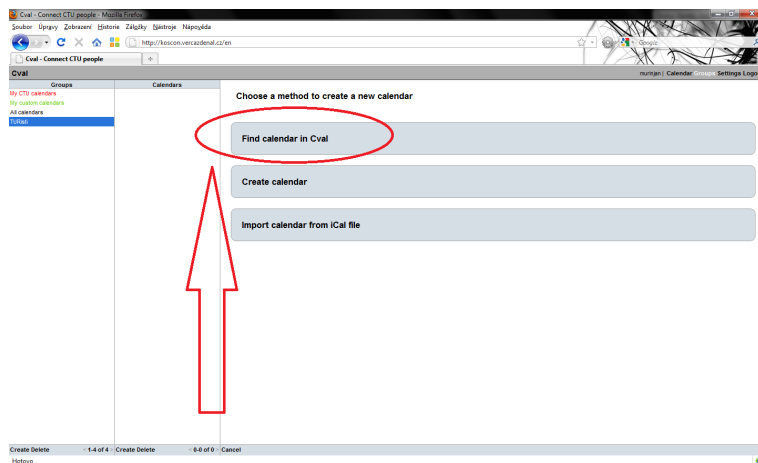 Cval - Connect CTU people - Mozilla Firefox
Soubor Úpravy Zobrazení Historie Záložky Nástroje Nápověda
http://koscon.vercazdenal.cz/en
Google
Cval - Connect CTU people
Cval
murinjan | Calendar Groups Settings Logo
Groups
Calendars
My CTU calendars
My custom calendars
All calendars
Choose a method to create a new calendar
Find calendar in Cval
Create calendar
Import calendar from iCal file
Create Delete < 1-4 of 4 > Create Delete < 0-0 of 0 > Cancel
Hotovo